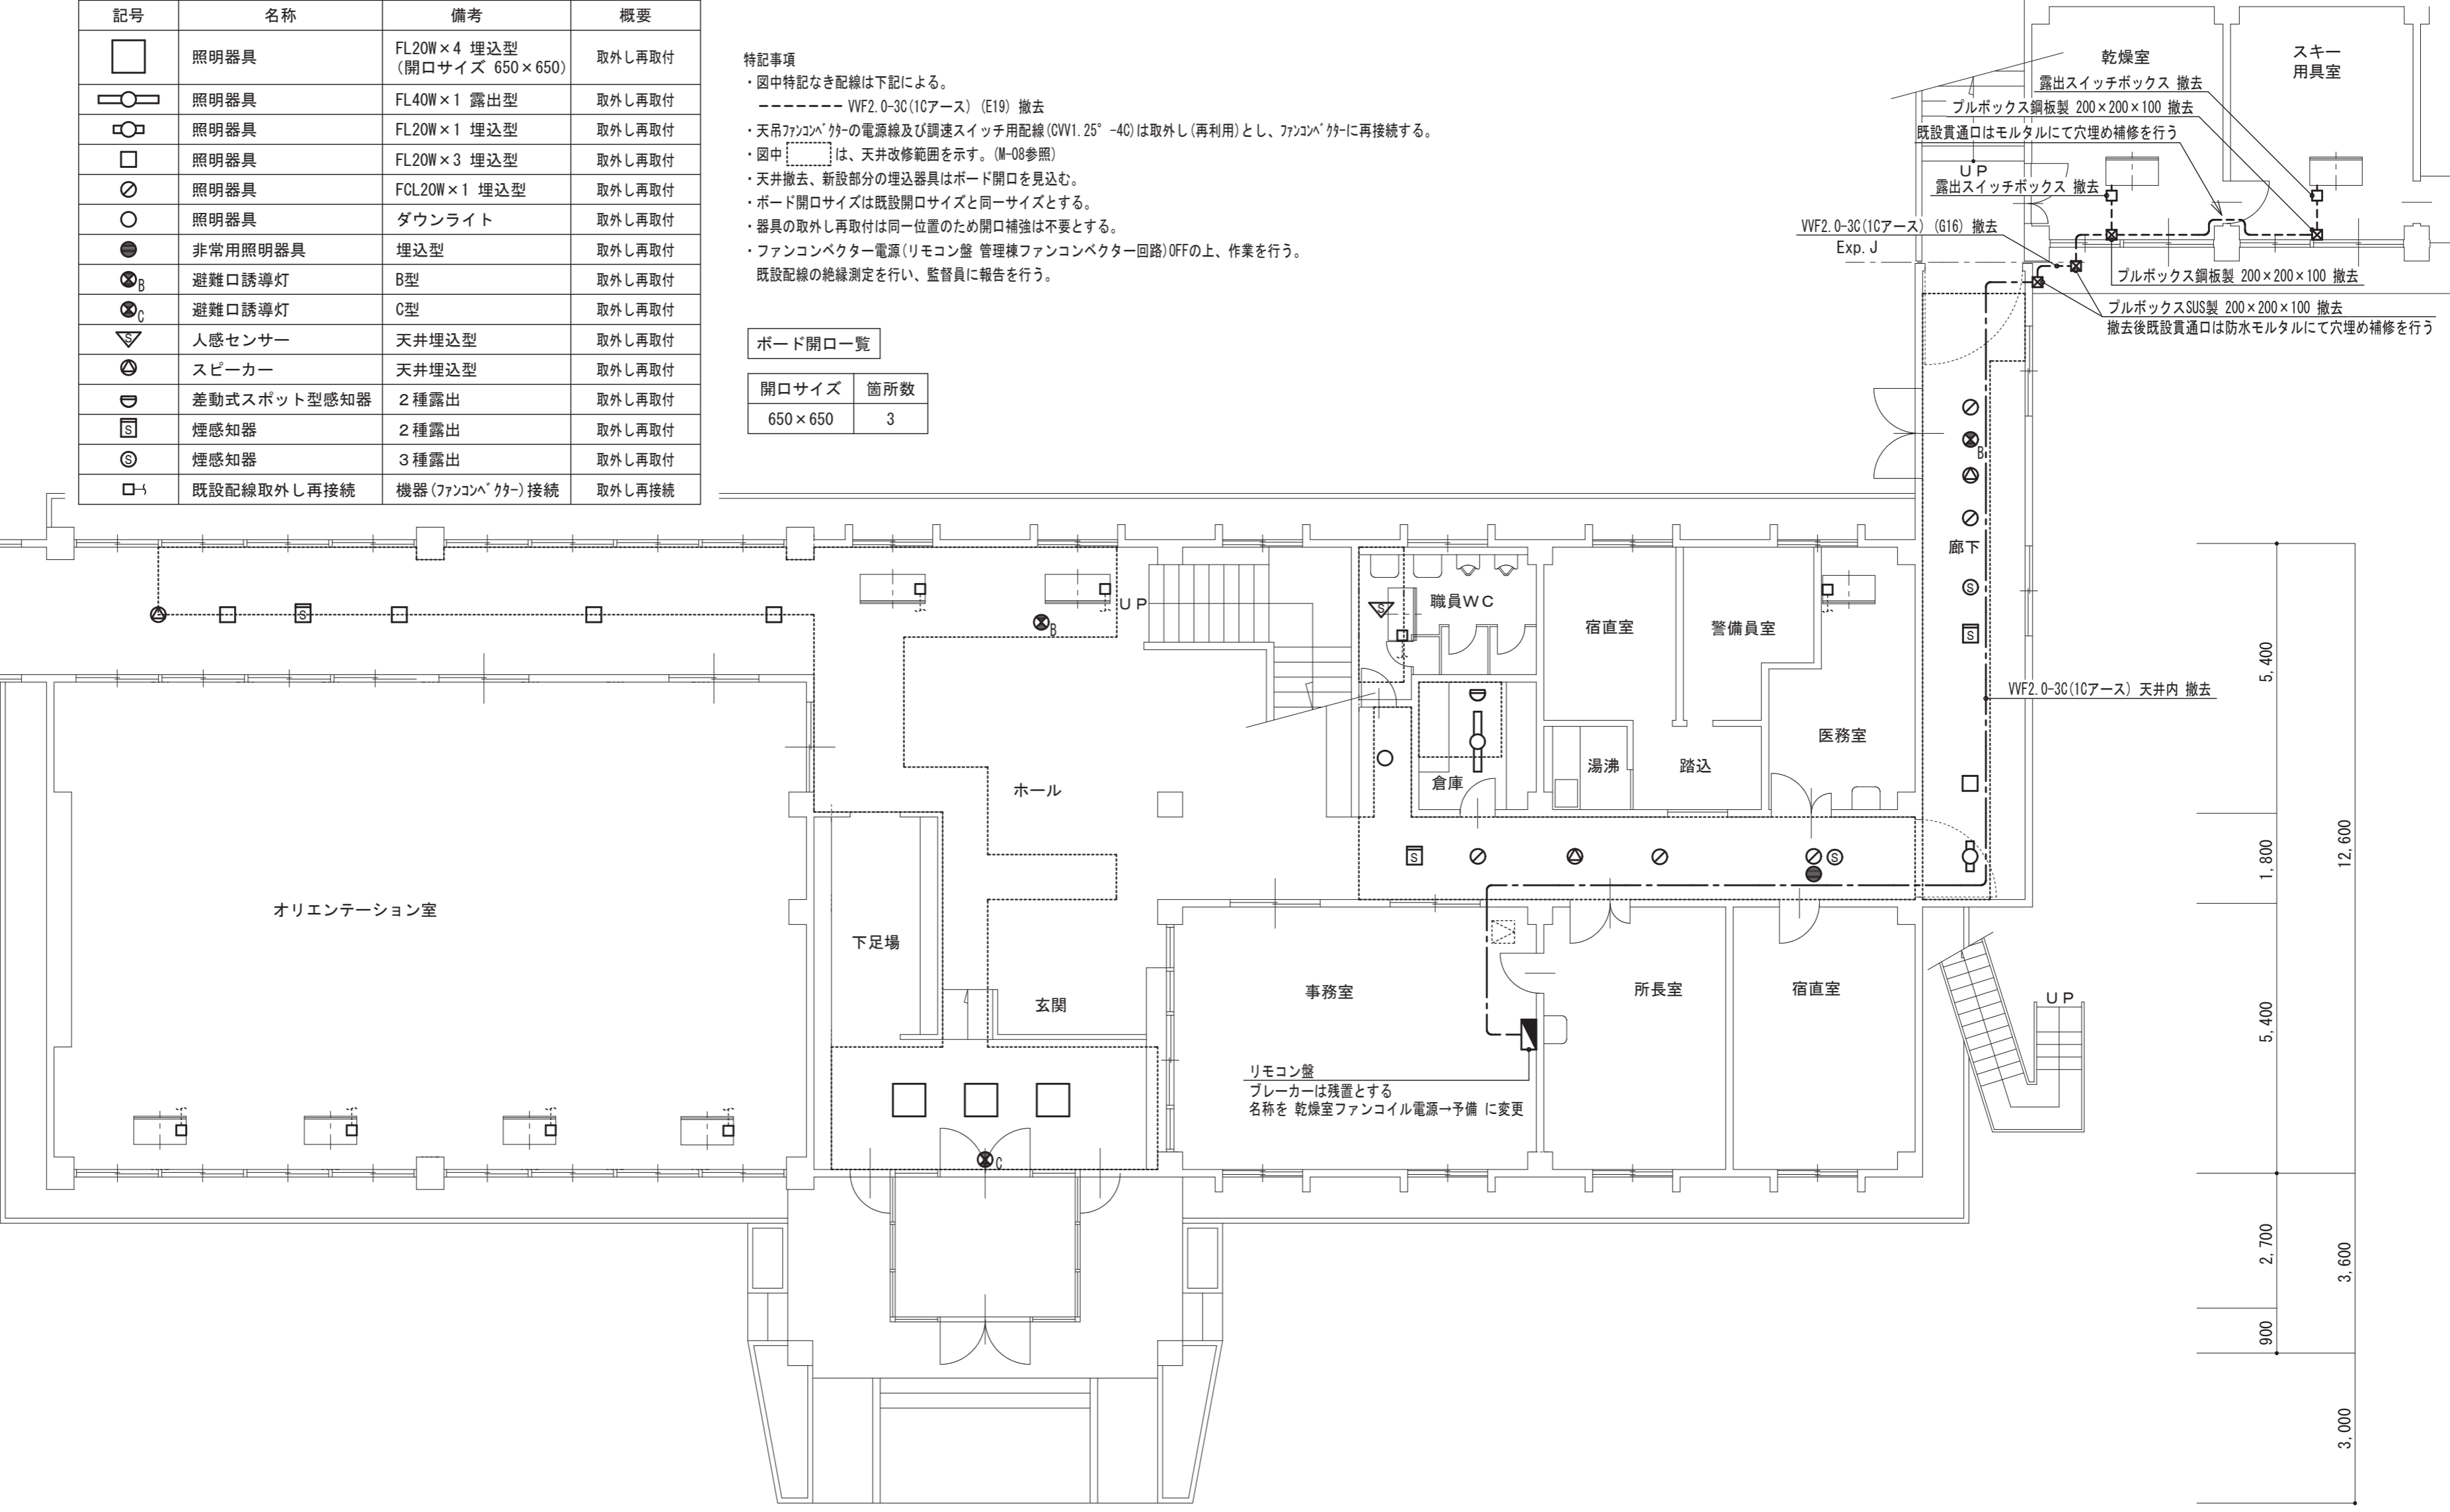 記号 名称 備考 概要
照明器具 FL20W×4 埋込型 取外し再取付
(開口サイズ 650×650)
照明器具 FL40W×1 露出型 取外し再取付
照明器具 FL20W×1 埋込型 取外し再取付
照明器具 FL20W×3 埋込型 取外し再取付
照明器具 FCL20W×1 埋込型 取外し再取付
照明器具 ダウンライト 取外し再取付
非常用照明器具 埋込型 取外し再取付
B 避難口誘導灯 B型 取外し再取付
C 避難口誘導灯 C型 取外し再取付
S 人感センサー 天井埋込型 取外し再取付
スピーカー 天井埋込型 取外し再取付
差動式スポット型感知器 2種露出 取外し再取付
S 煙感知器 2種露出 取外し再取付
S 煙感知器 3種露出 取外し再取付
既設配線取外し再接続 機器(ファンコンベクター)接続 取外し再接続
特記事項
・図中特記なき配線は下記による。
------- VVF2.0-3C(1Cアース) (E19) 撤去
・天吊ファンコンベクターの電源線及び調速スイッチ用配線(CVV1.25°-4C)は取外し(再利用)とし、ファンコンベクターに再接続する。
・図中 は、天井改修範囲を示す。(M-08参照)
・天井撤去、新設部分の埋込器具はボード開口を見込む。
・ボード開口サイズは既設開口サイズと同一サイズとする。
・器具の取外し再取付は同一位置のため開口補強は不要とする。
・ファンコンベクター電源(リモコン盤 管理棟ファンコンベクター回路)OFFの上、作業を行う。
既設配線の絶縁測定を行い、監督員に報告を行う。
ボード開口一覧
開口サイズ 箇所数
650×650 3
乾燥室
スキー
用具室
露出スイッチボックス 撤去
プルボックス鋼板製 200×200×100 撤去
既設貫通口はモルタルにて穴埋め補修を行う
UP
露出スイッチボックス 撤去
VVF2.0-3C(1Cアース) (G16) 撤去
Exp.J
プルボックス鋼板製 200×200×100 撤去
プルボックスSUS製 200×200×100 撤去
撤去後既設貫通口は防水モルタルにて穴埋め補修を行う
B
廊下
S
S
VVF2.0-3C(1Cアース) 天井内 撤去
S
UP
B
S
職員WC
宿直室
警備員室
医務室
湯沸
踏込
倉庫
ホール
S
S
オリエンテーション室
下足場
玄関
事務室
所長室
宿直室
UP
リモコン盤
ブレーカーは残置とする
名称を 乾燥室ファンコイル電源→予備 に変更
C
5,400
1,800
12,600
5,400
2,700
3,600
900
3,000